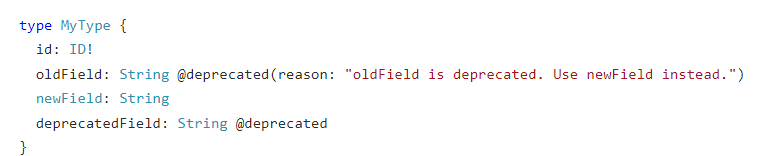 type MyType {
  id: ID!
  oldField: String @deprecated(reason: "oldField is deprecated. Use newField instead.")
  newField: String
  deprecatedField: String @deprecated
}